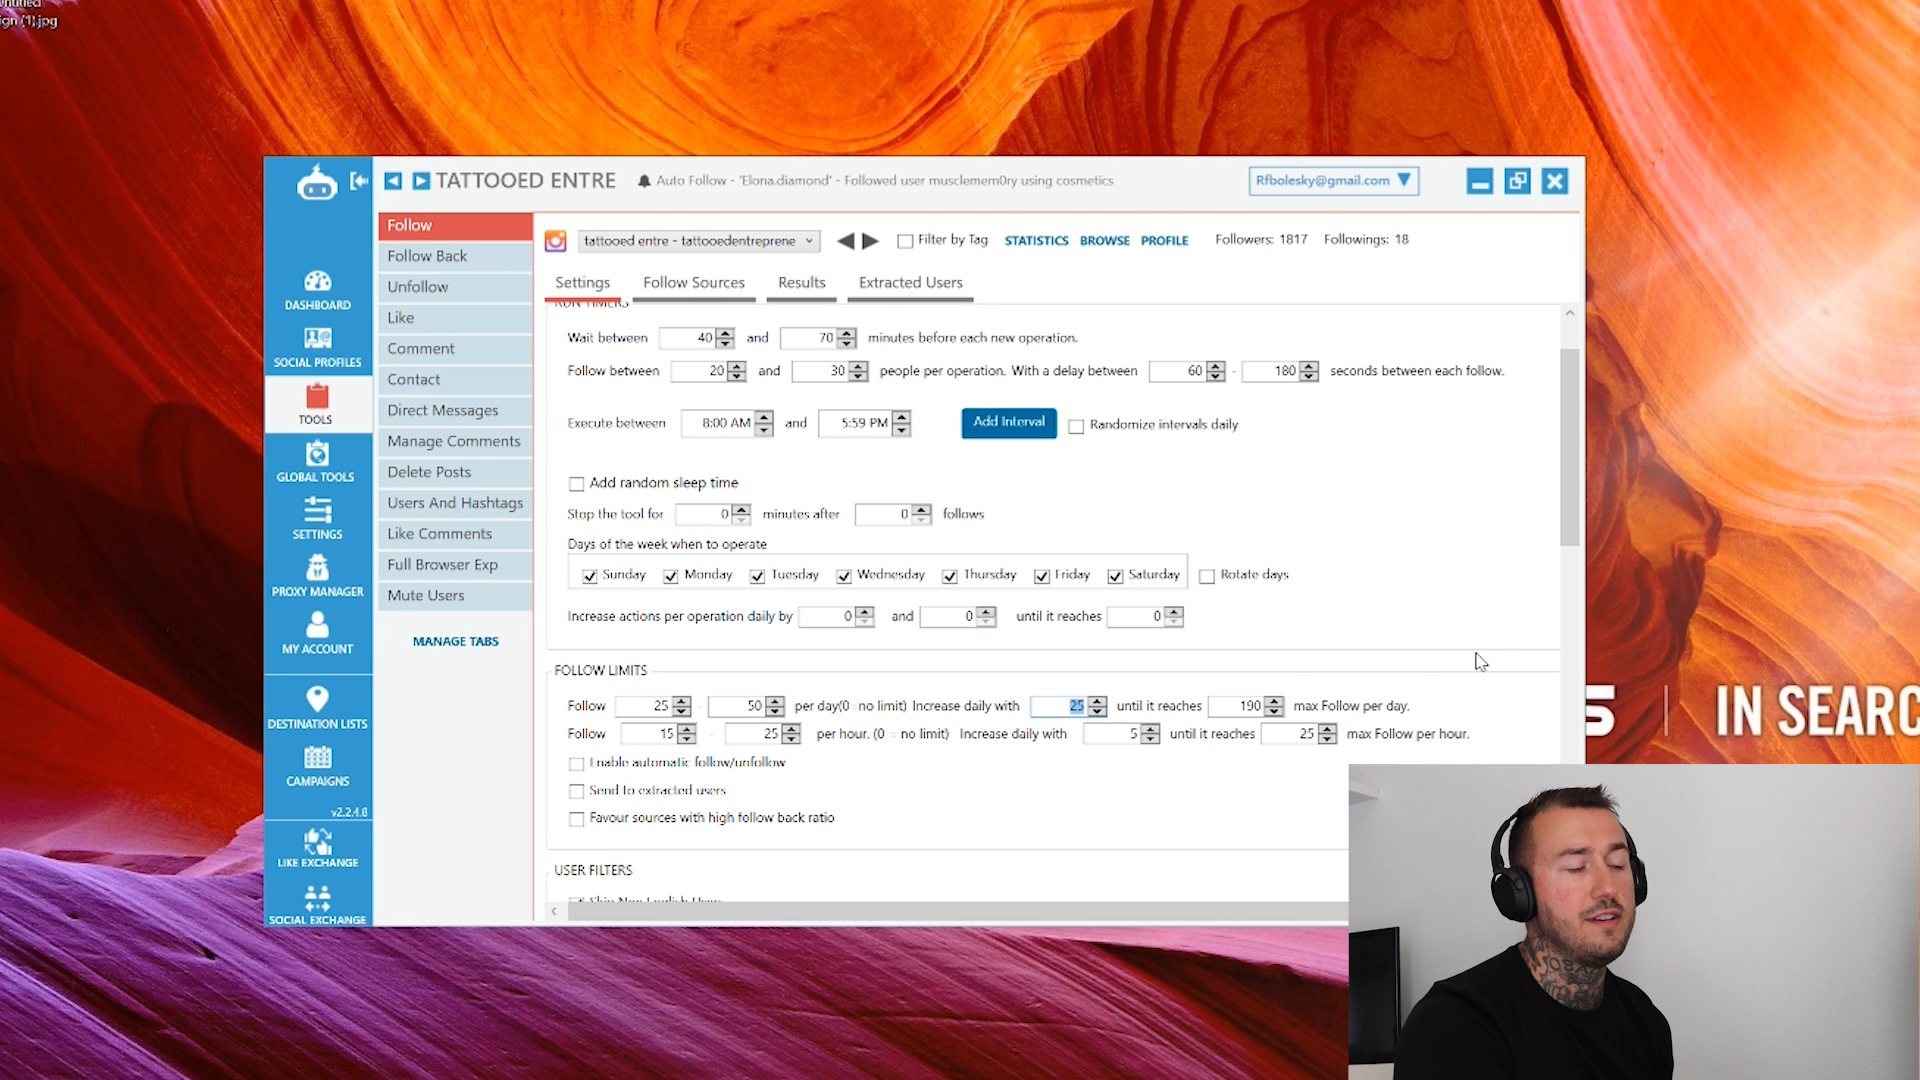 ign (1).jpg
TATTOOED ENTRE
Auto Follow - 'Elona.diamond' - Followed user musclemem0ry using cosmetics
Rfbolesky@gmail.com
DASHBOARD
SOCIAL PROFILES
TOOLS
GLOBAL TOOLS
SETTINGS
PROXY MANAGER
MY ACCOUNT
DESTINATION LISTS
CAMPAIGNS
v2.2.4.8
LIKE EXCHANGE
SOCIAL EXCHANGE
Follow
Follow Back
Unfollow
Like
Comment
Contact
Direct Messages
Manage Comments
Delete Posts
Users And Hashtags
Like Comments
Full Browser Exp
Mute Users
MANAGE TABS
tattooed entre - tattooedentreprene
Filter by Tag STATISTICS BROWSE PROFILE Followers: 1817 Followings: 18
Settings Follow Sources Results Extracted Users
RUN TIMERS
Wait between 40 and 70 minutes before each new operation.
Follow between 20 and 30 people per operation. With a delay between 60 - 180 seconds between each follow.
Execute between 8:00 AM and 5:59 PM Add Interval Randomize intervals daily
Add random sleep time
Stop the tool for 0 minutes after 0 follows
Days of the week when to operate
Sunday Monday Tuesday Wednesday Thursday Friday Saturday Rotate days
Increase actions per operation daily by 0 and 0 until it reaches 0
FOLLOW LIMITS
Follow 25 - 50 per day(0=no limit) Increase daily with 25 until it reaches 190 max Follow per day.
Follow 15 - 25 per hour. (0 = no limit) Increase daily with 5 until it reaches 25 max Follow per hour.
Enable automatic follow/unfollow
Send to extracted users
Favour sources with high follow back ratio
USER FILTERS
Skip Non English Users
S | IN SEARC